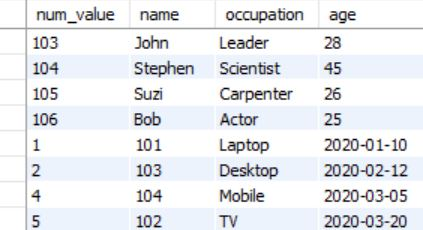 num_value name occupation age
103 John Leader 28
104 Stephen Scientist 45
105 Suzi Carpenter 26
106 Bob Actor 25
1 101 Laptop 2020-01-10
2 103 Desktop 2020-02-12
4 104 Mobile 2020-03-05
5 102 TV 2020-03-20